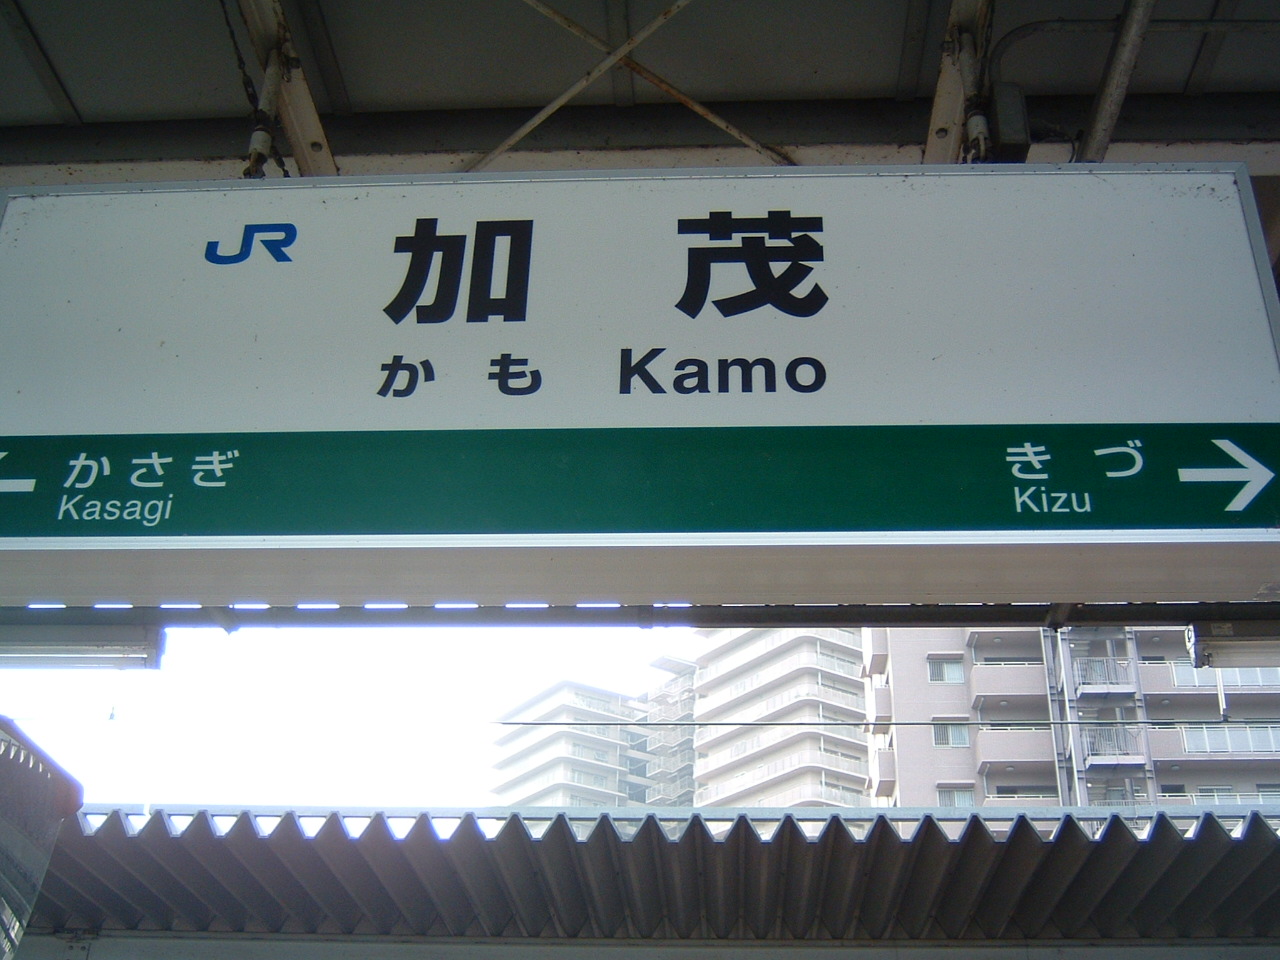 JR 加茂
かも Kamo
← かさぎ
Kasagi
きづ →
Kizu